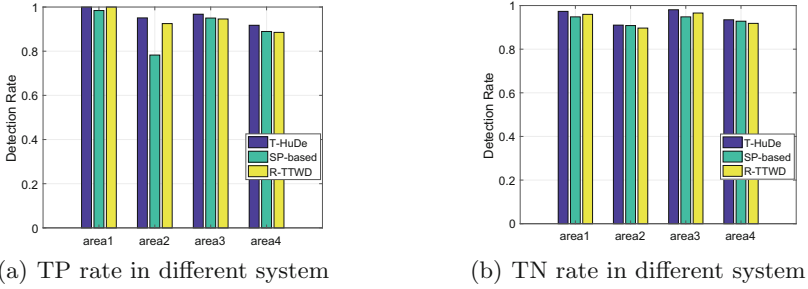 1
0.8
0.6
0.4
0.2
0
Detection Rate
T-HuDe
SP-based
R-TTWD
area1 area2 area3 area4
(a) TP rate in different system
1
0.8
0.6
0.4
0.2
0
Detection Rate
T-HuDe
SP-based
R-TTWD
area1 area2 area3 area4
(b) TN rate in different system